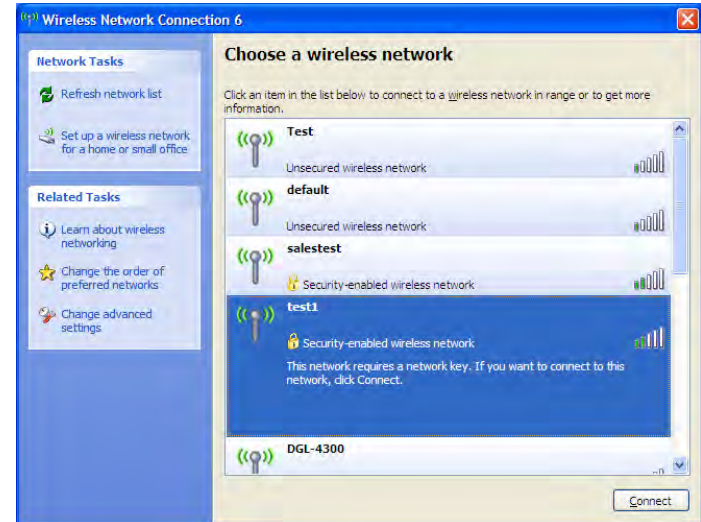 Wireless Network Connection 6
Network Tasks
Refresh network list
Set up a wireless network
for a home or small office
Related Tasks
Learn about wireless
networking
Change the order of
preferred networks
Change advanced
settings
Choose a wireless network
Click an item in the list below to connect to a wireless network in range or to get more
information.
Test
Unsecured wireless network
default
Unsecured wireless network
salestest
Security-enabled wireless network
test1
Security-enabled wireless network
This network requires a network key. If you want to connect to this
network, click Connect.
DGL-4300
Connect